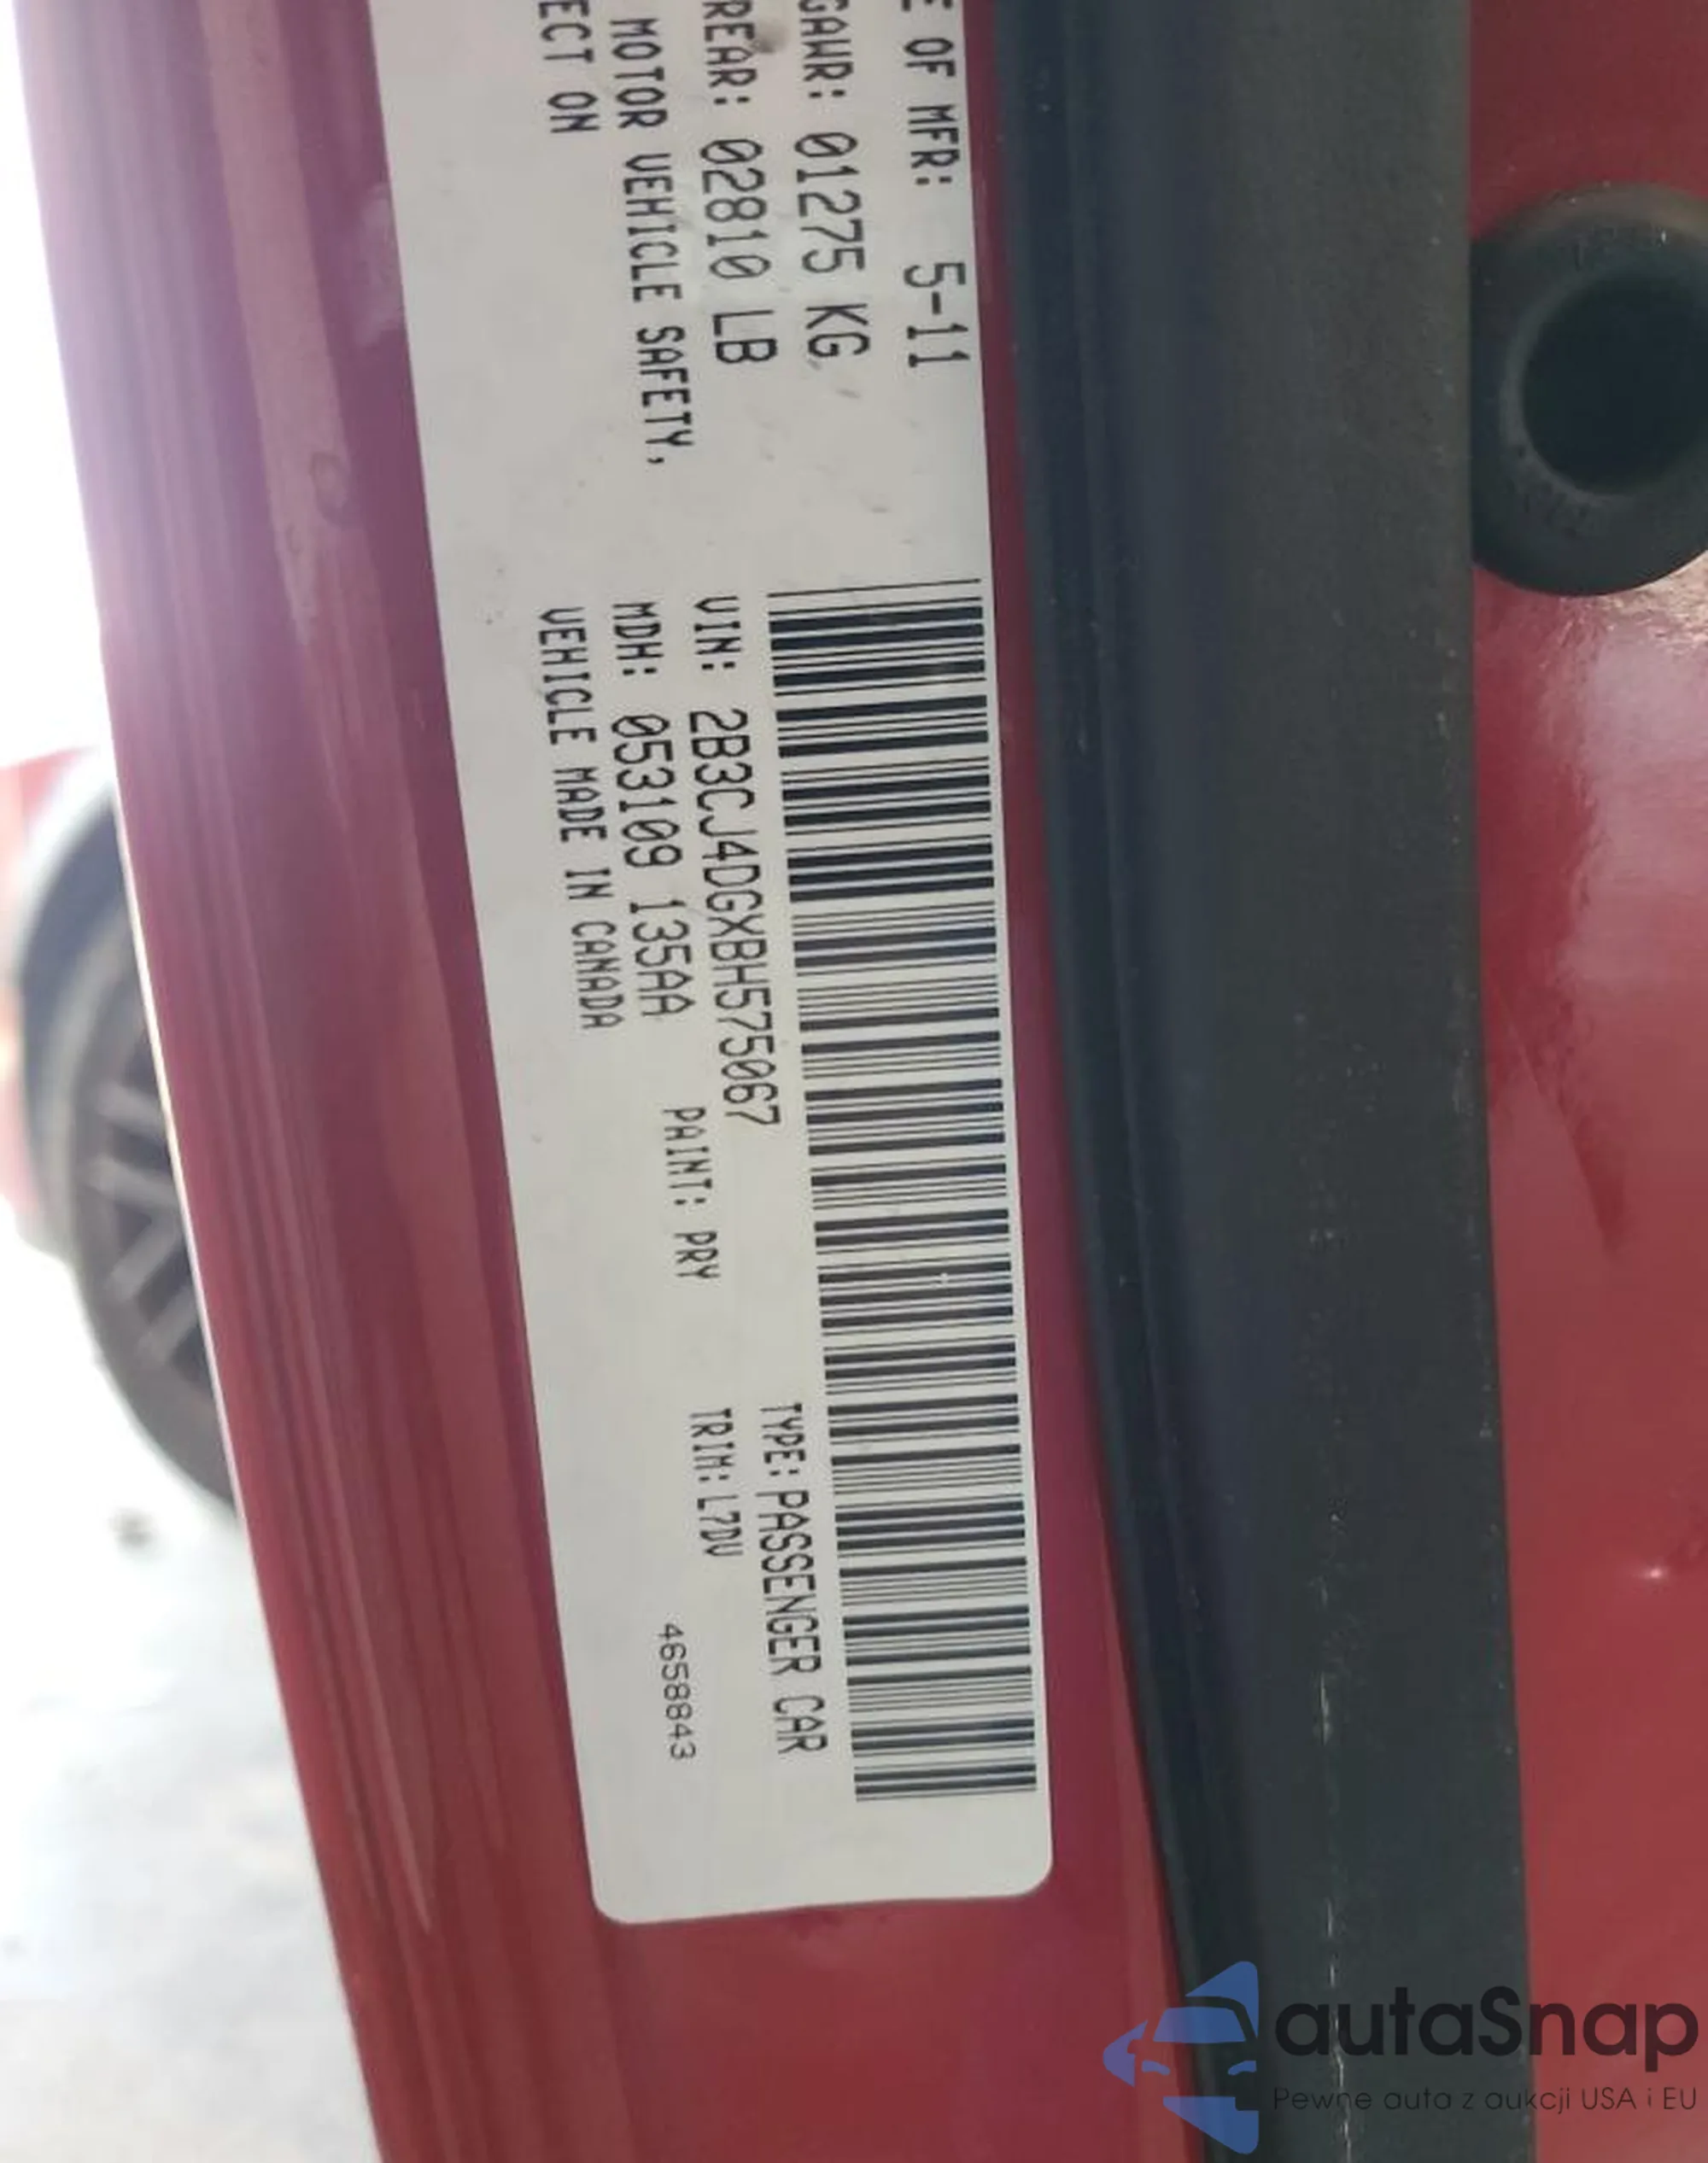 E OF MFR: 5-11
GAWR: 01275 KG
REAR: 02810 LB
MOTOR VEHICLE SAFETY,
ECT ON
VIN: 2B3CJ4DGXBH575067
TYPE: PASSENGER CAR
MDH: 053109 135AA PAINT: PRY TRIM: L7DV
VEHICLE MADE IN CANADA
4658843
autaSnap
Pewne auta z aukcji USA i EU